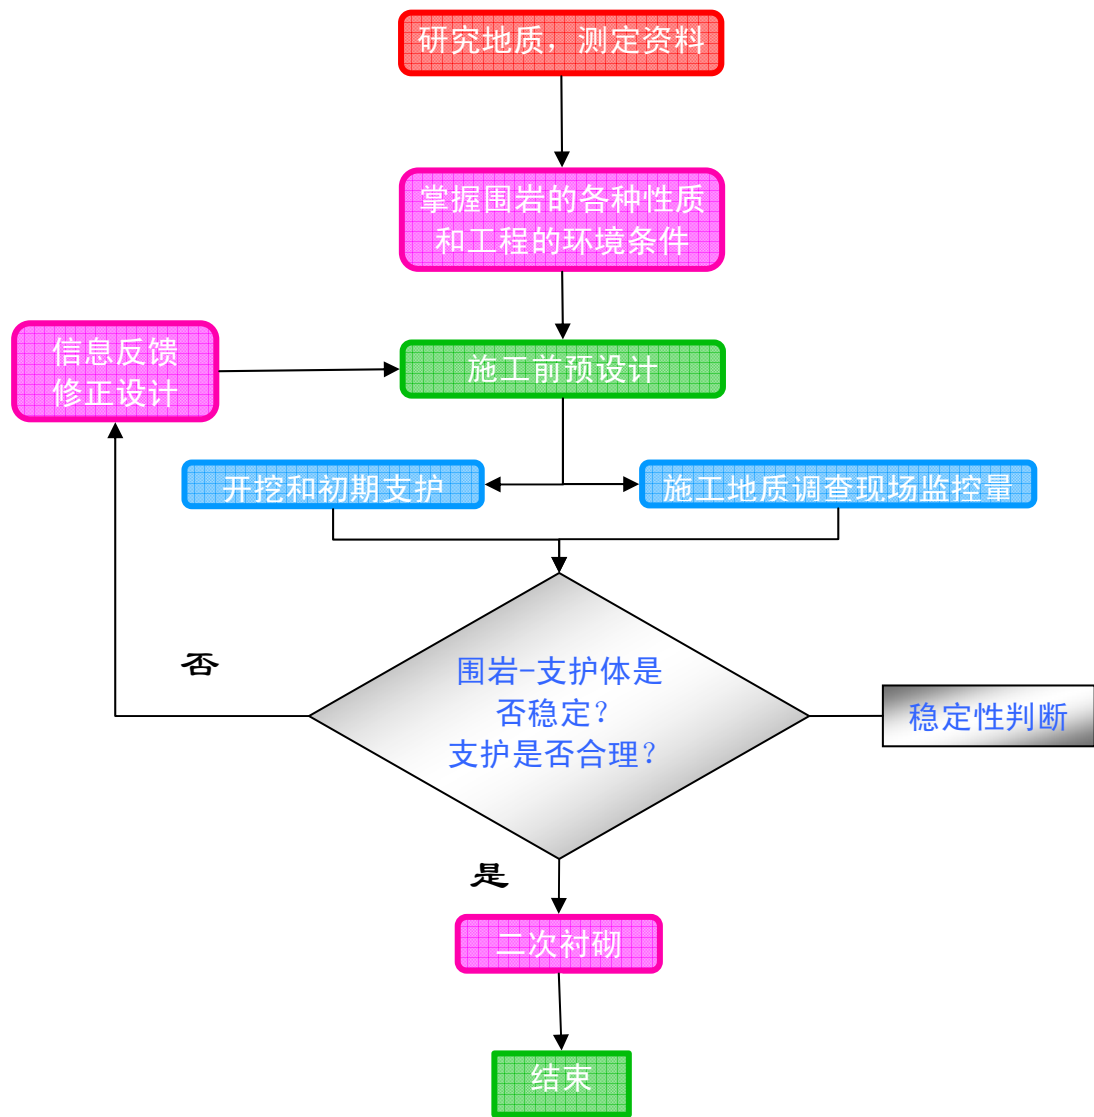 研究地质，测定资料
掌握围岩的各种性质
和工程的环境条件
信息反馈
修正设计
施工前预设计
开挖和初期支护
施工地质调查现场监控量
否
围岩-支护体是
否稳定？
支护是否合理？
稳定性判断
是
二次衬砌
结束